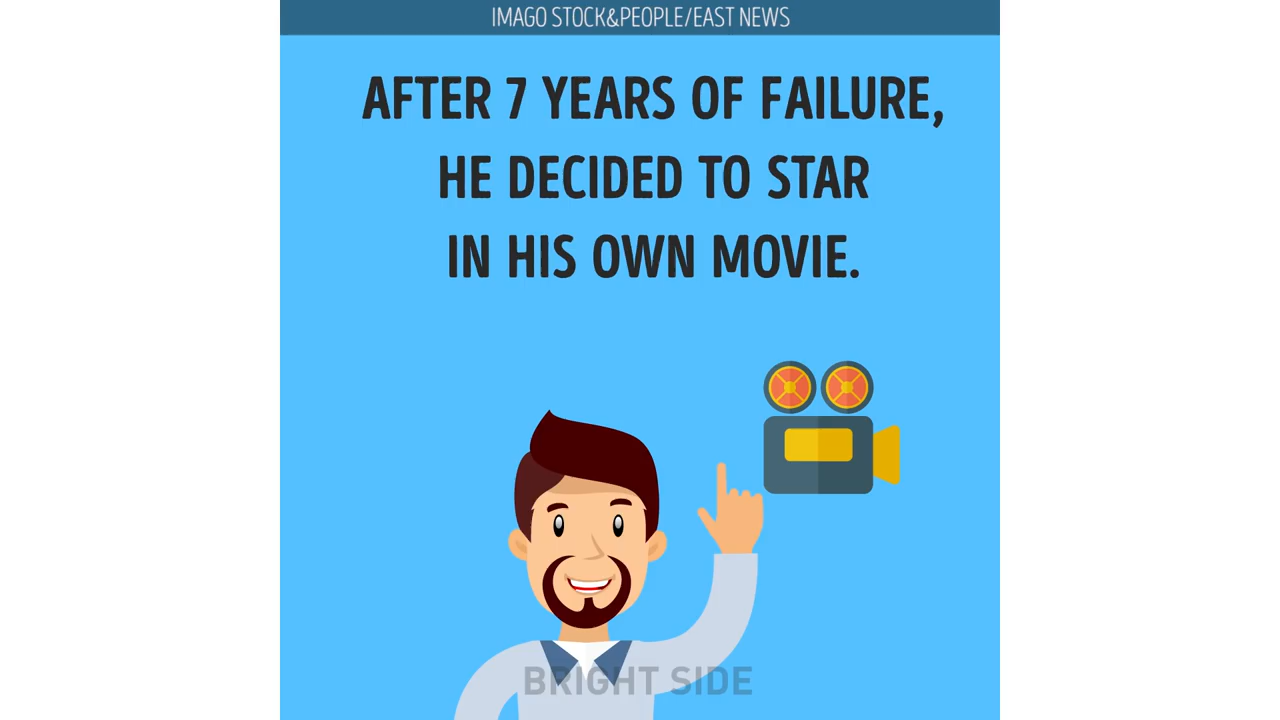 IMAGO STOCK&PEOPLE/EAST NEWS
AFTER 7 YEARS OF FAILURE,
HE DECIDED TO STAR
IN HIS OWN MOVIE.
BRIGHT SIDE